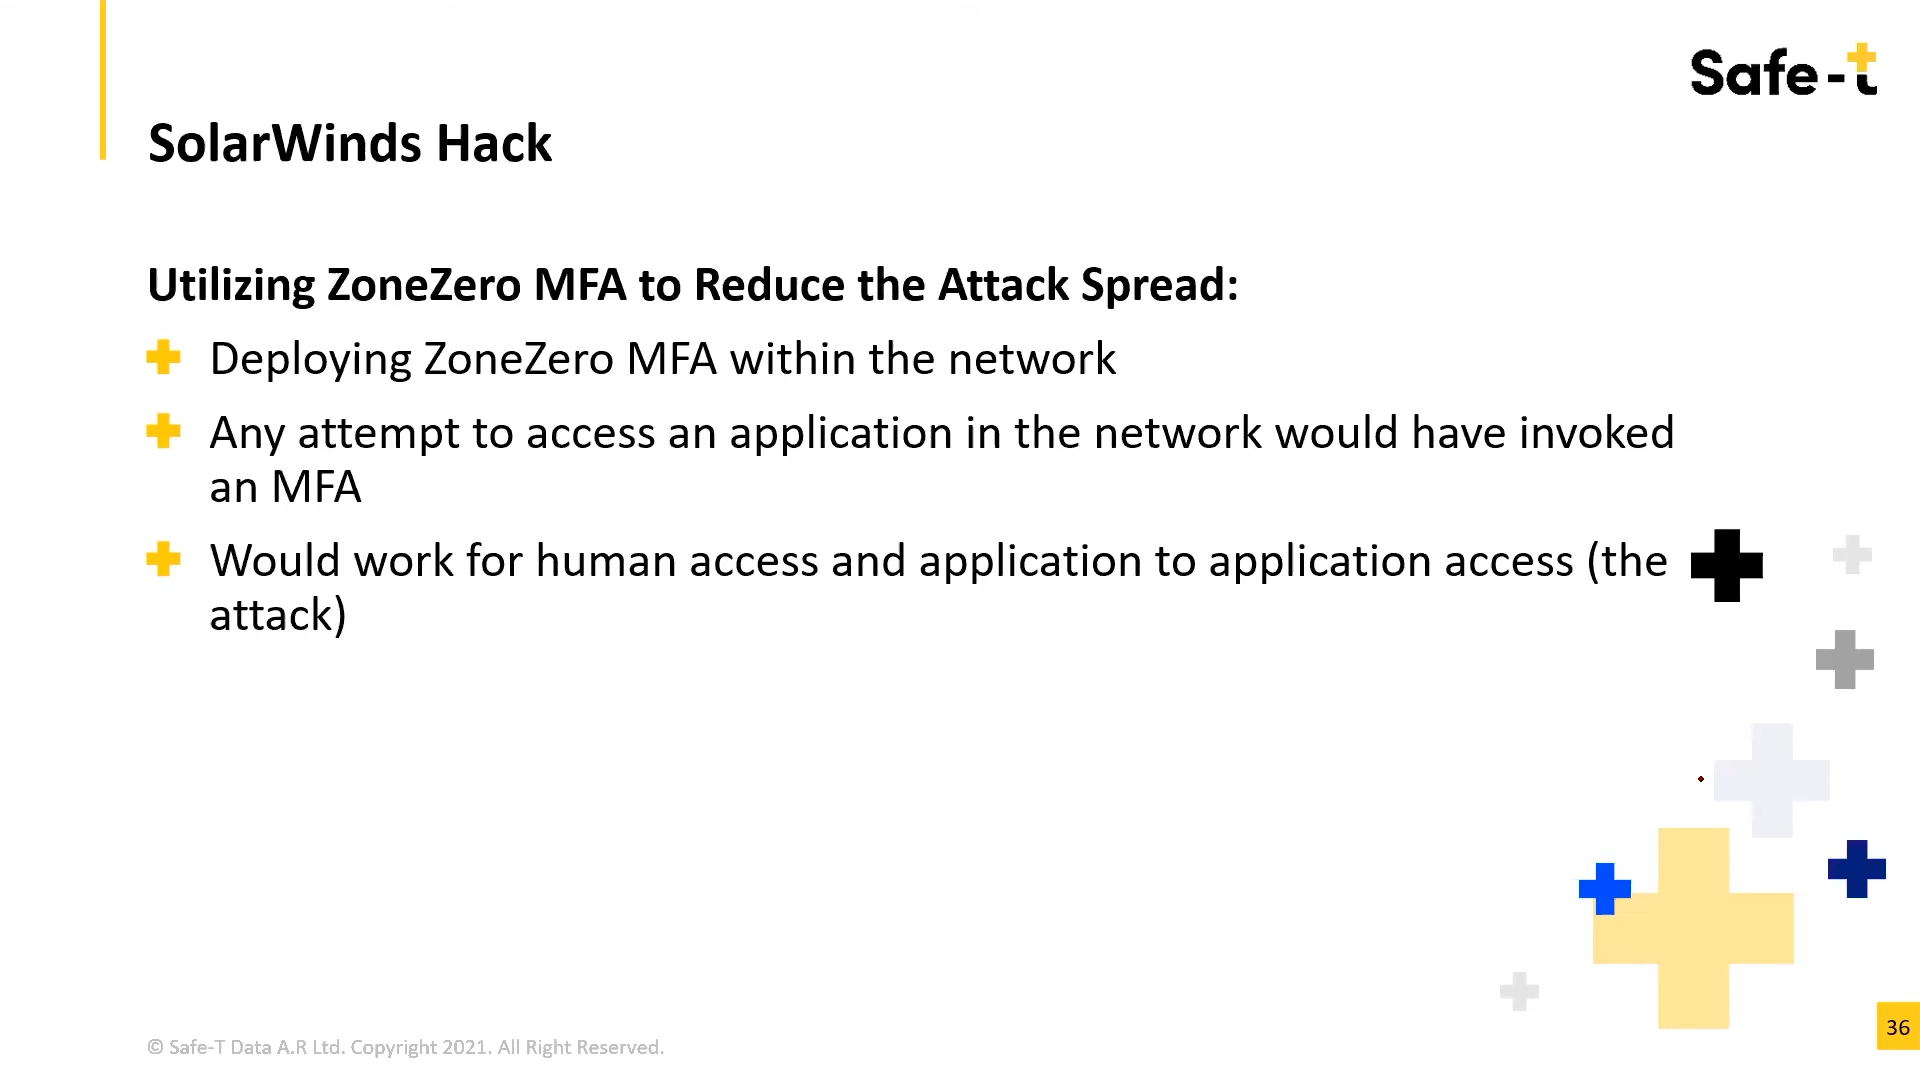 Safe-t
SolarWinds Hack
Utilizing ZoneZero MFA to Reduce the Attack Spread:
Deploying ZoneZero MFA within the network
Any attempt to access an application in the network would have invoked
an MFA
Would work for human access and application to application access (the
attack)
© Safe-T Data A.R Ltd. Copyright 2021. All Right Reserved.
36